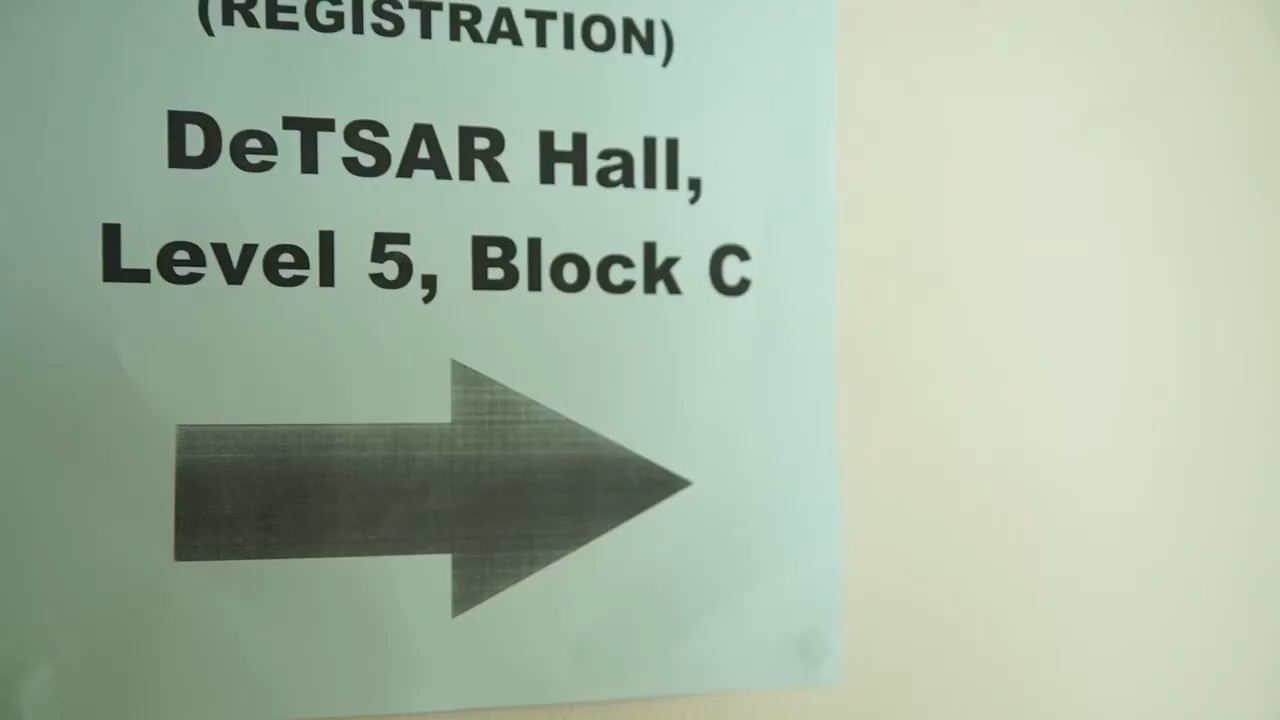 (REGISTRATION)
DeTSAR Hall,
Level 5, Block C